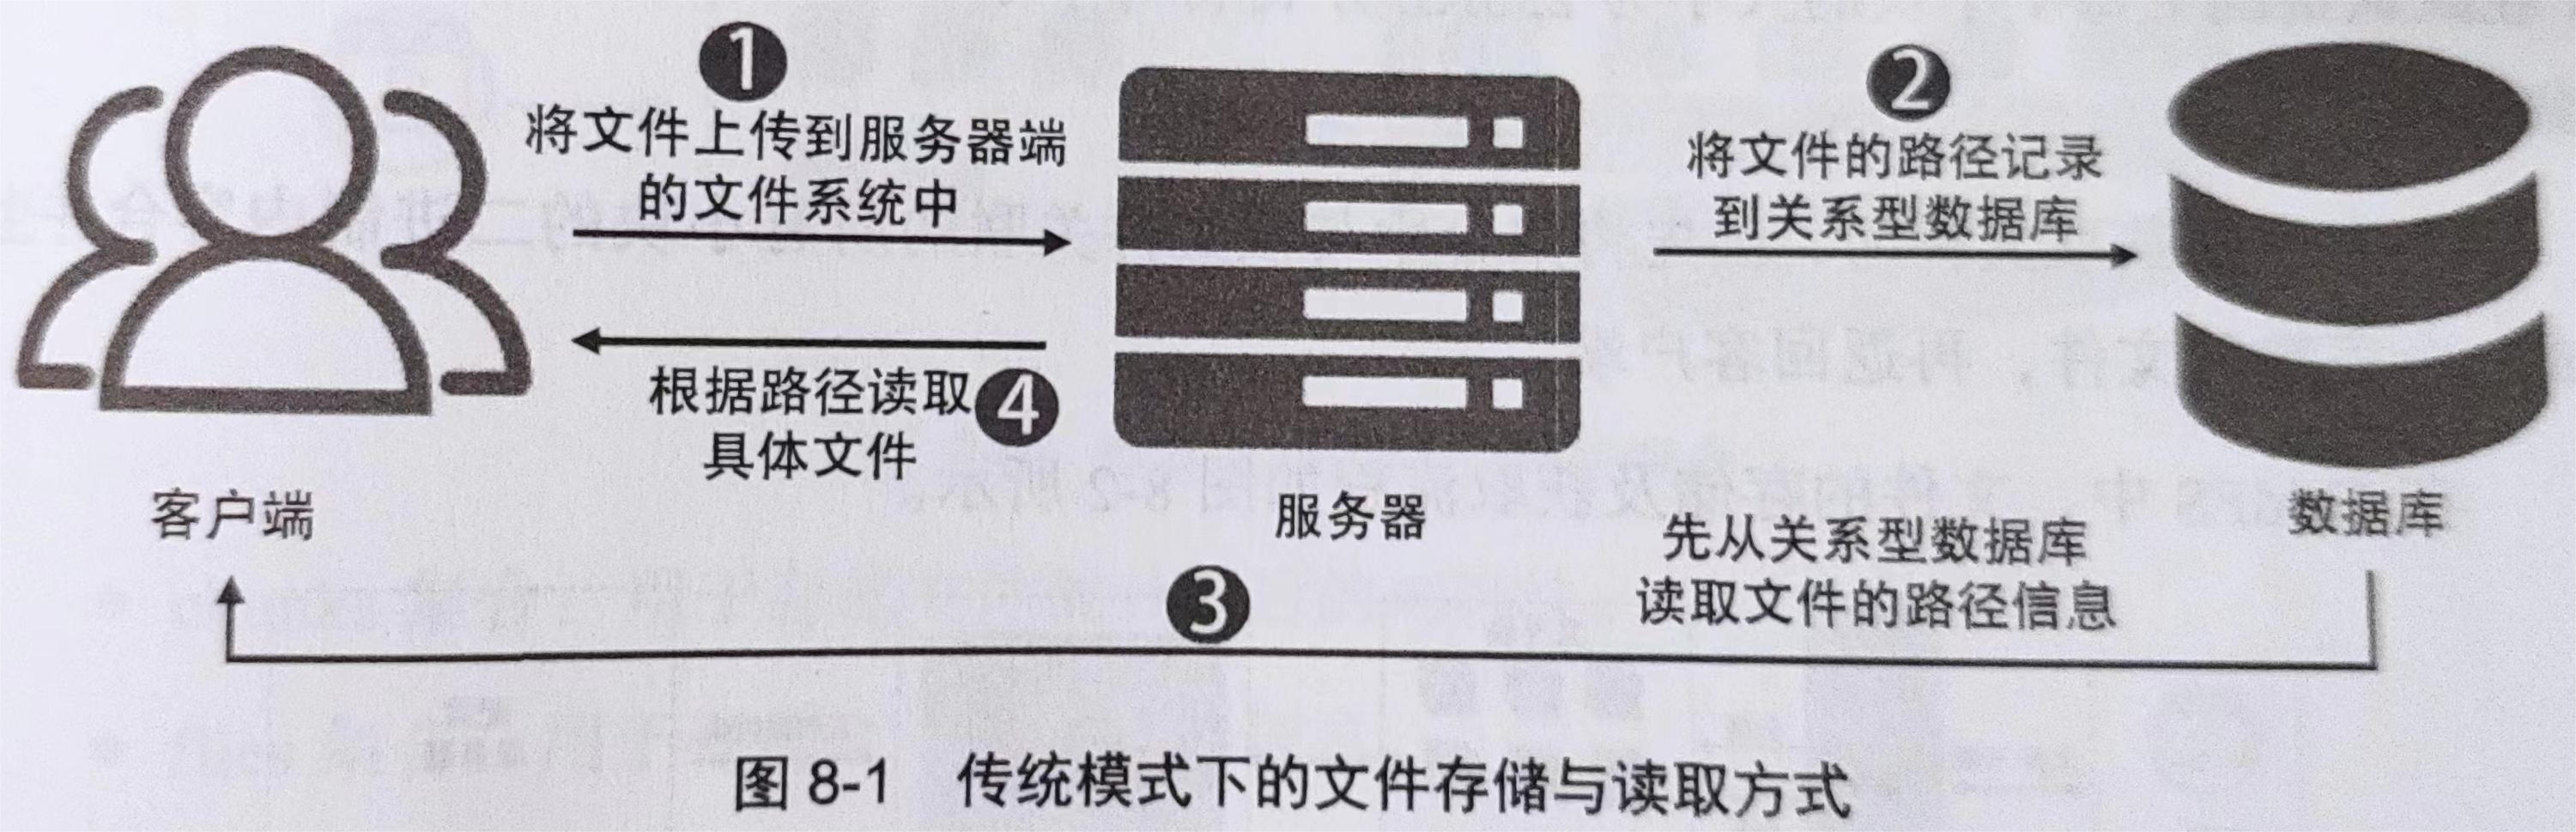 ❶
将文件上传到服务器端
的文件系统中
❷
将文件的路径记录
到关系型数据库
根据路径读取❹
具体文件
客户端
服务器
数据库
先从关系型数据库
读取文件的路径信息
❸
图 8-1 传统模式下的文件存储与读取方式